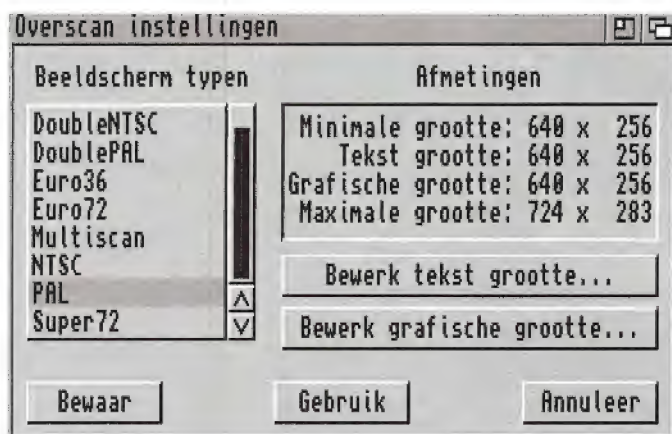 Overscan instellingen
Beeldscherm typen
DoubleNTSC
DoublePAL
Euro36
Euro72
Multiscan
NTSC
PAL
Super72
Afmetingen
Minimale grootte: 640 x 256
Tekst grootte: 640 x 256
Grafische grootte: 640 x 256
Maximale grootte: 724 x 283
Bewerk tekst grootte...
Bewerk grafische grootte...
Bewaar
Gebruik
Annuleer